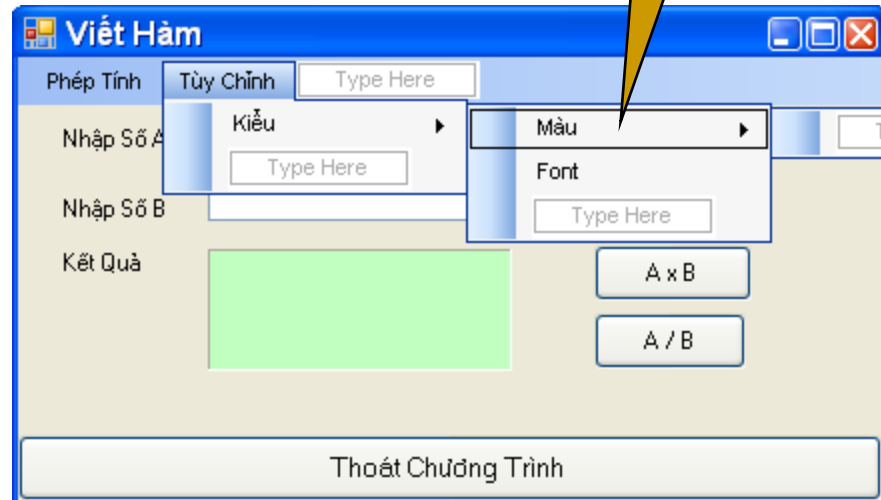 Viết Hàm
Phép Tính Tùy Chỉnh Type Here
Nhập Số A Kiểu Màu
Type Here Font
Nhập Số B Type Here
Kết Quả A x B
A / B
Thoát Chương Trình